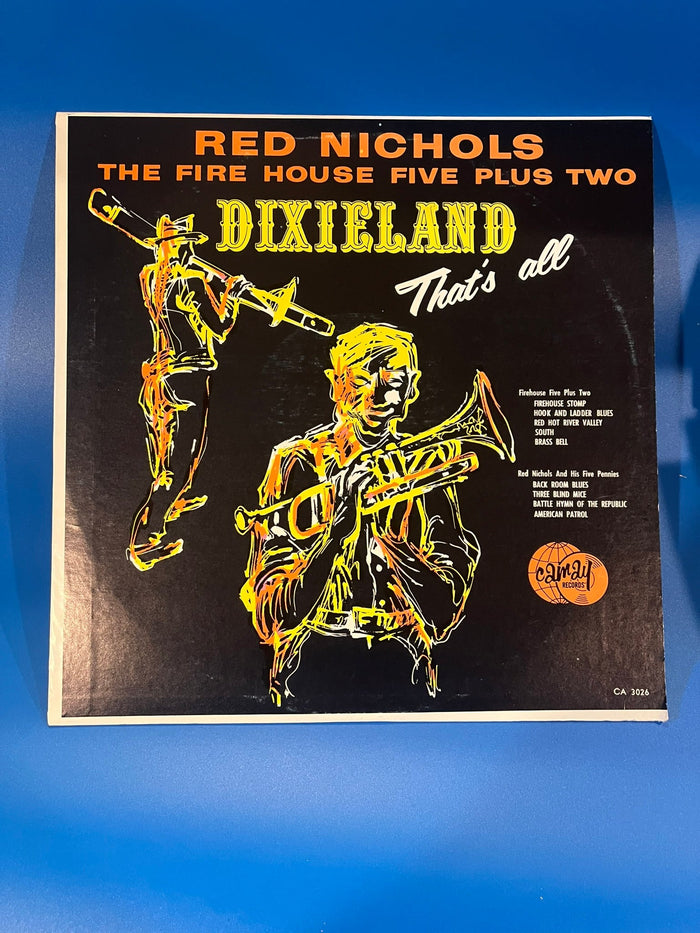 RED NICHOLS
THE FIRE HOUSE FIVE PLUS TWO
DIXIELAND
That's all
Firehouse Five Plus Two
FIREHOUSE STOMP
HOOK AND LADDER BLUES
RED HOT RIVER VALLEY
SOUTH
BRASS BELL
Red Nichols And His Five Pennies
BACK ROOM BLUES
THREE BLIND MICE
BATTLE HYMN OF THE REPUBLIC
AMERICAN PATROL
camay
RECORDS
CA 3026